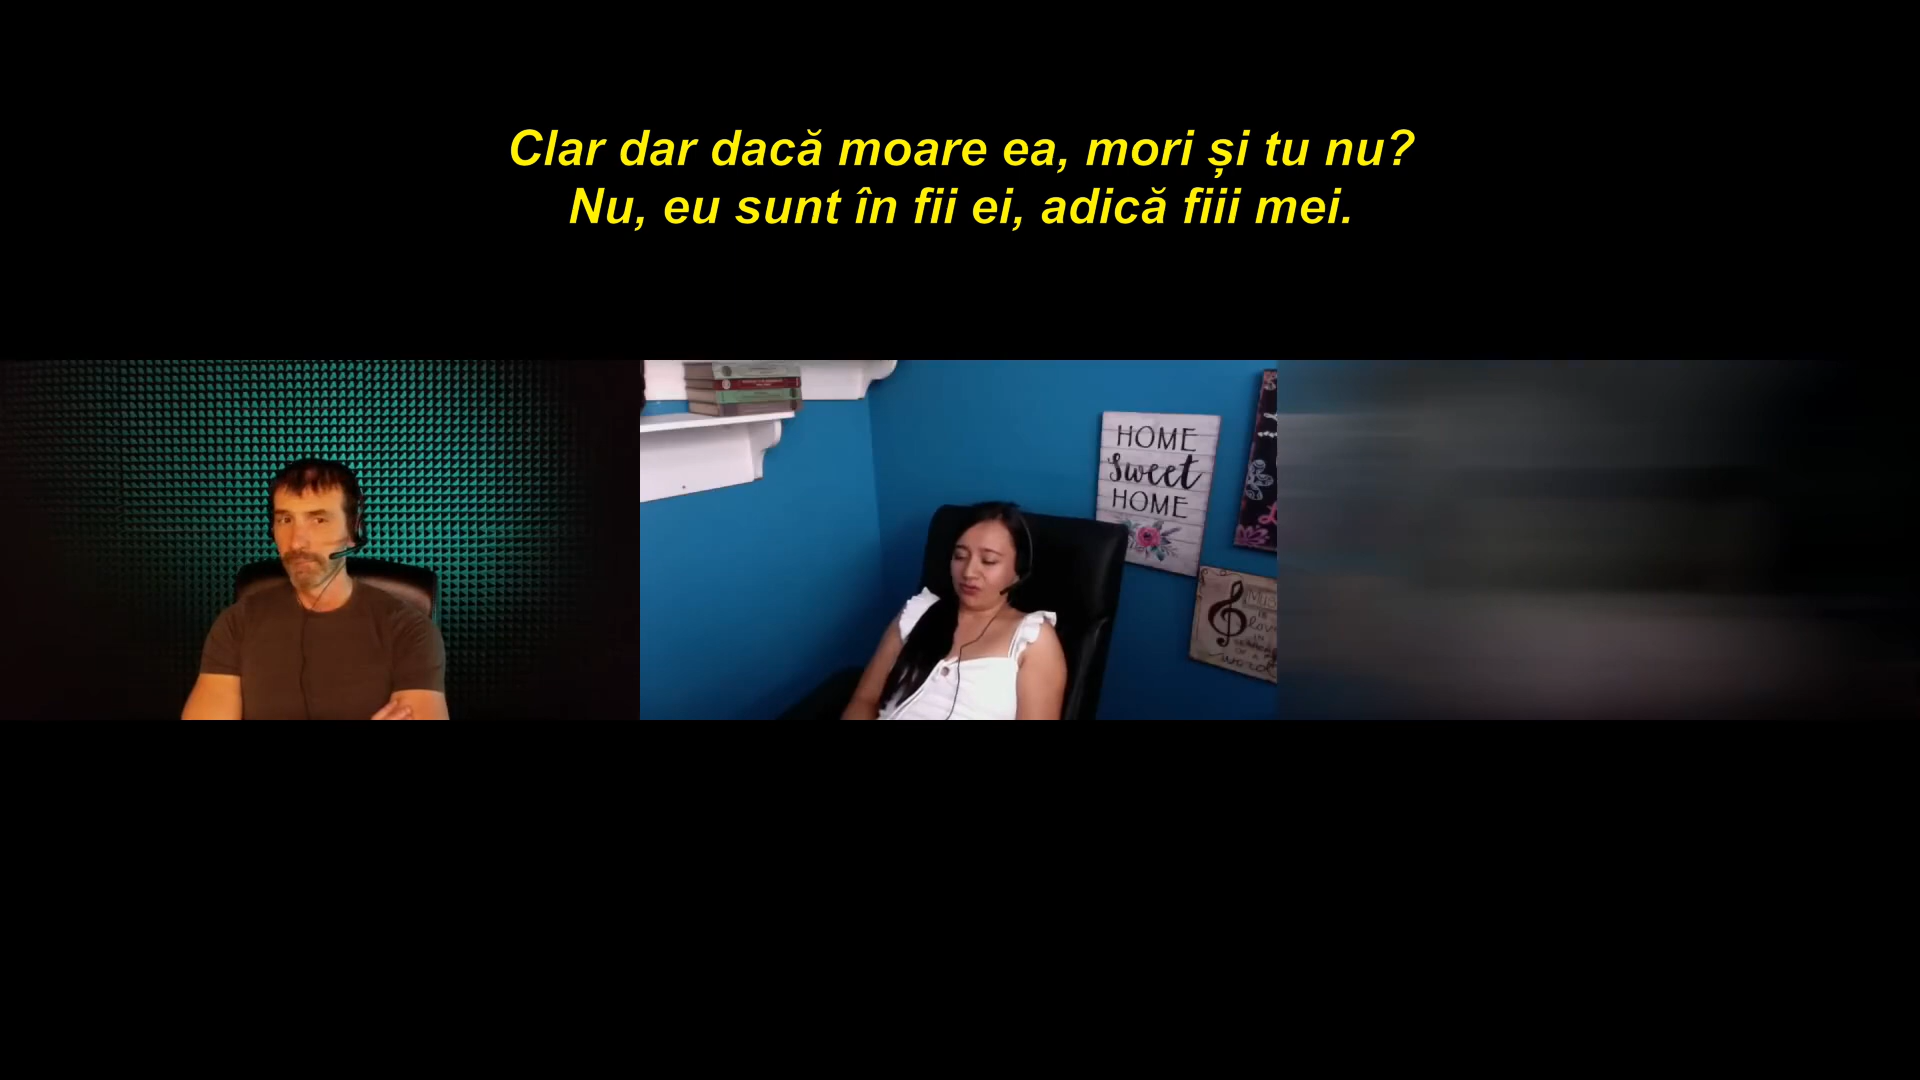 Clar dar dacă moare ea, mori și tu nu?
Nu, eu sunt în fii ei, adică fiii mei.
HOME
Sweet
HOME